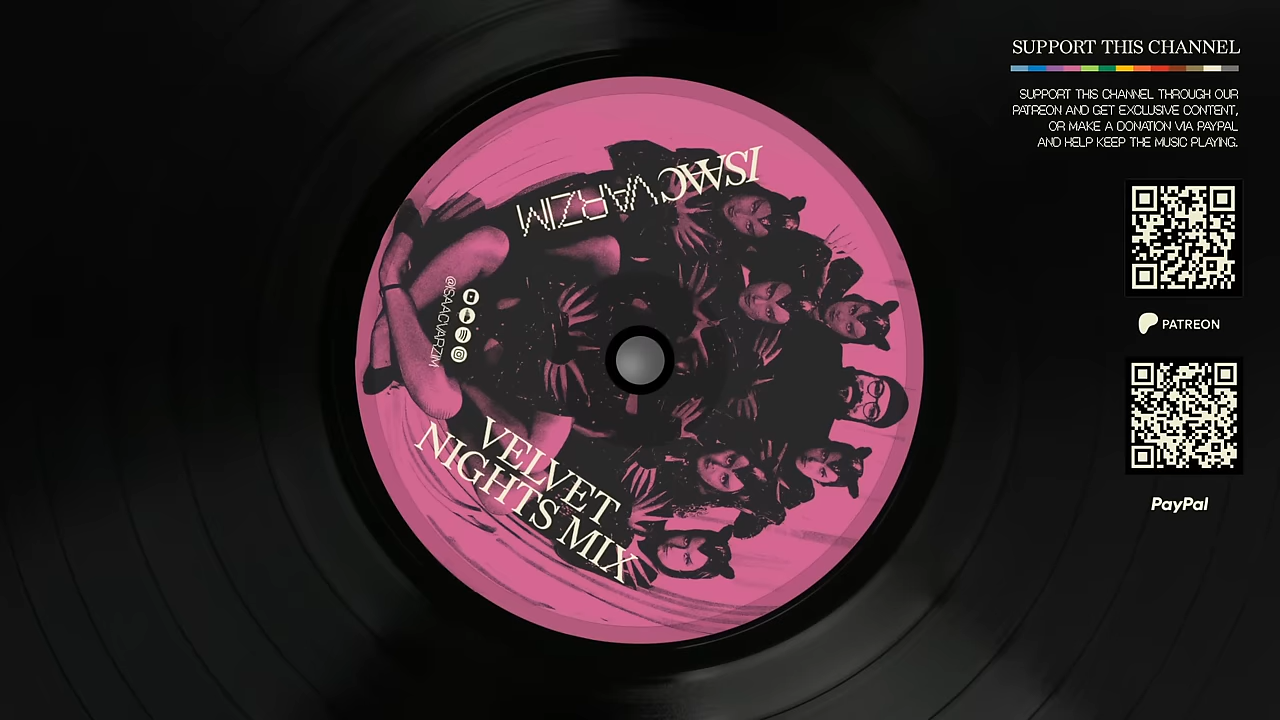 SUPPORT THIS CHANNEL
SUPPORT THIS CHANNEL THROUGH OUR
PATREON AND GET EXCLUSIVE CONTENT,
OR MAKE A DONATION VIA PAYPAL
AND HELP KEEP THE MUSIC PLAYING.
PATREON
PayPal
ISAAC VARZIM
@ISAACVARZIM
VELVET
NIGHTS MIX